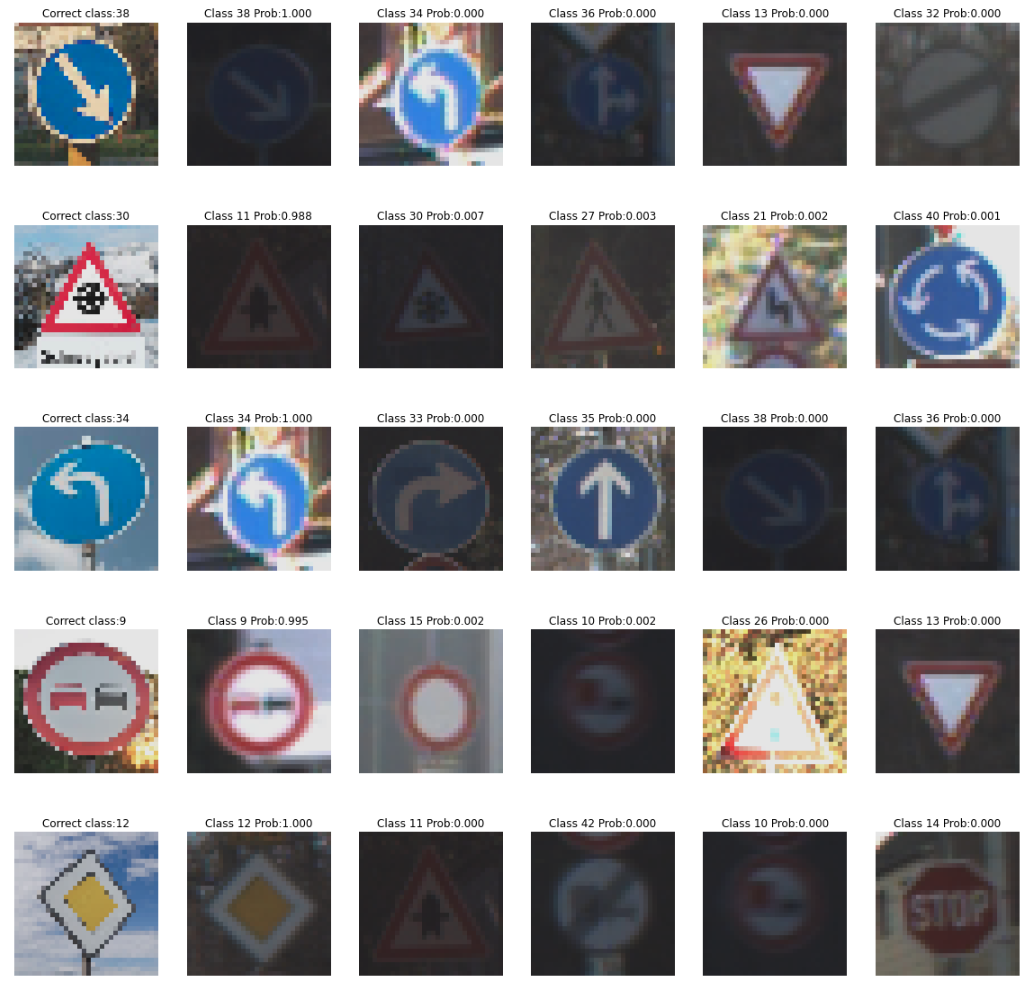 Correct class:38 Class 38 Prob:1.000 Class 34 Prob:0.000 Class 36 Prob:0.000 Class 13 Prob:0.000 Class 32 Prob:0.000
Correct class:30 Class 11 Prob:0.988 Class 30 Prob:0.007 Class 27 Prob:0.003 Class 21 Prob:0.002 Class 40 Prob:0.001
Correct class:34 Class 34 Prob:1.000 Class 33 Prob:0.000 Class 35 Prob:0.000 Class 38 Prob:0.000 Class 36 Prob:0.000
Correct class:9 Class 9 Prob:0.995 Class 15 Prob:0.002 Class 10 Prob:0.002 Class 26 Prob:0.000 Class 13 Prob:0.000
Correct class:12 Class 12 Prob:1.000 Class 11 Prob:0.000 Class 42 Prob:0.000 Class 10 Prob:0.000 Class 14 Prob:0.000
STOP